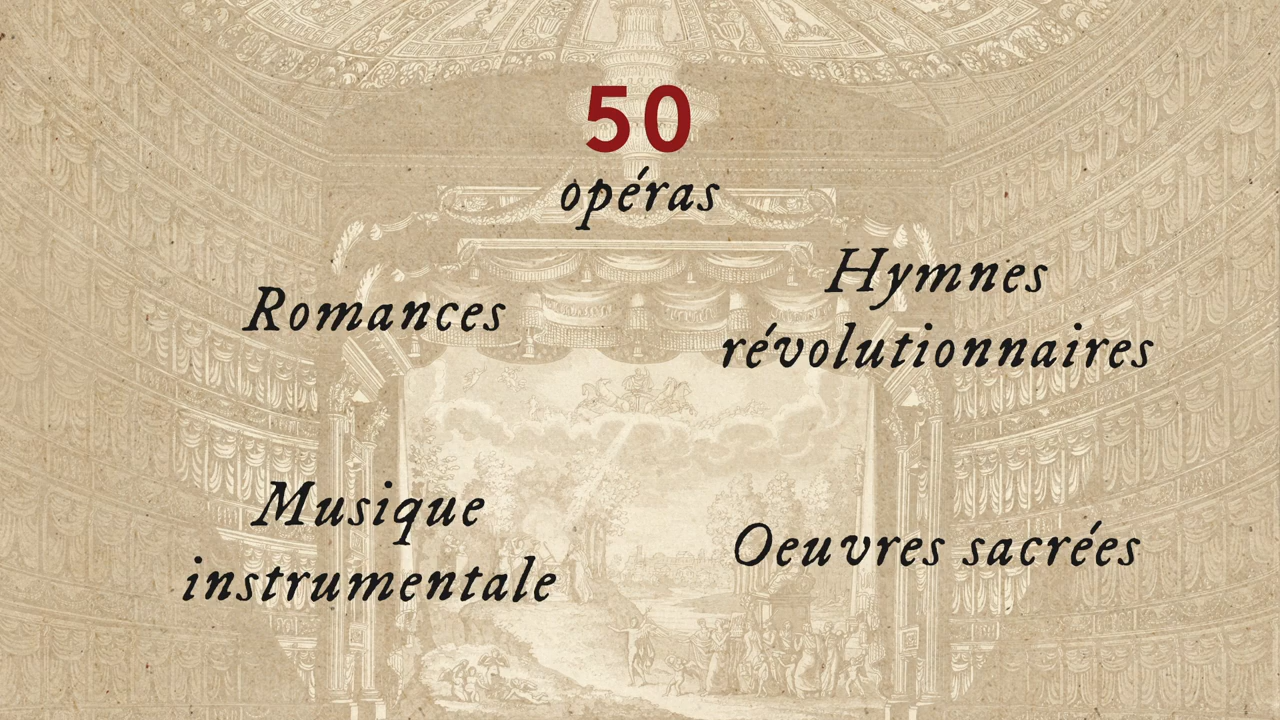 50
opéras
Romances
Hymnes
révolutionnaires
Musique
instrumentale
Oeuvres sacrées